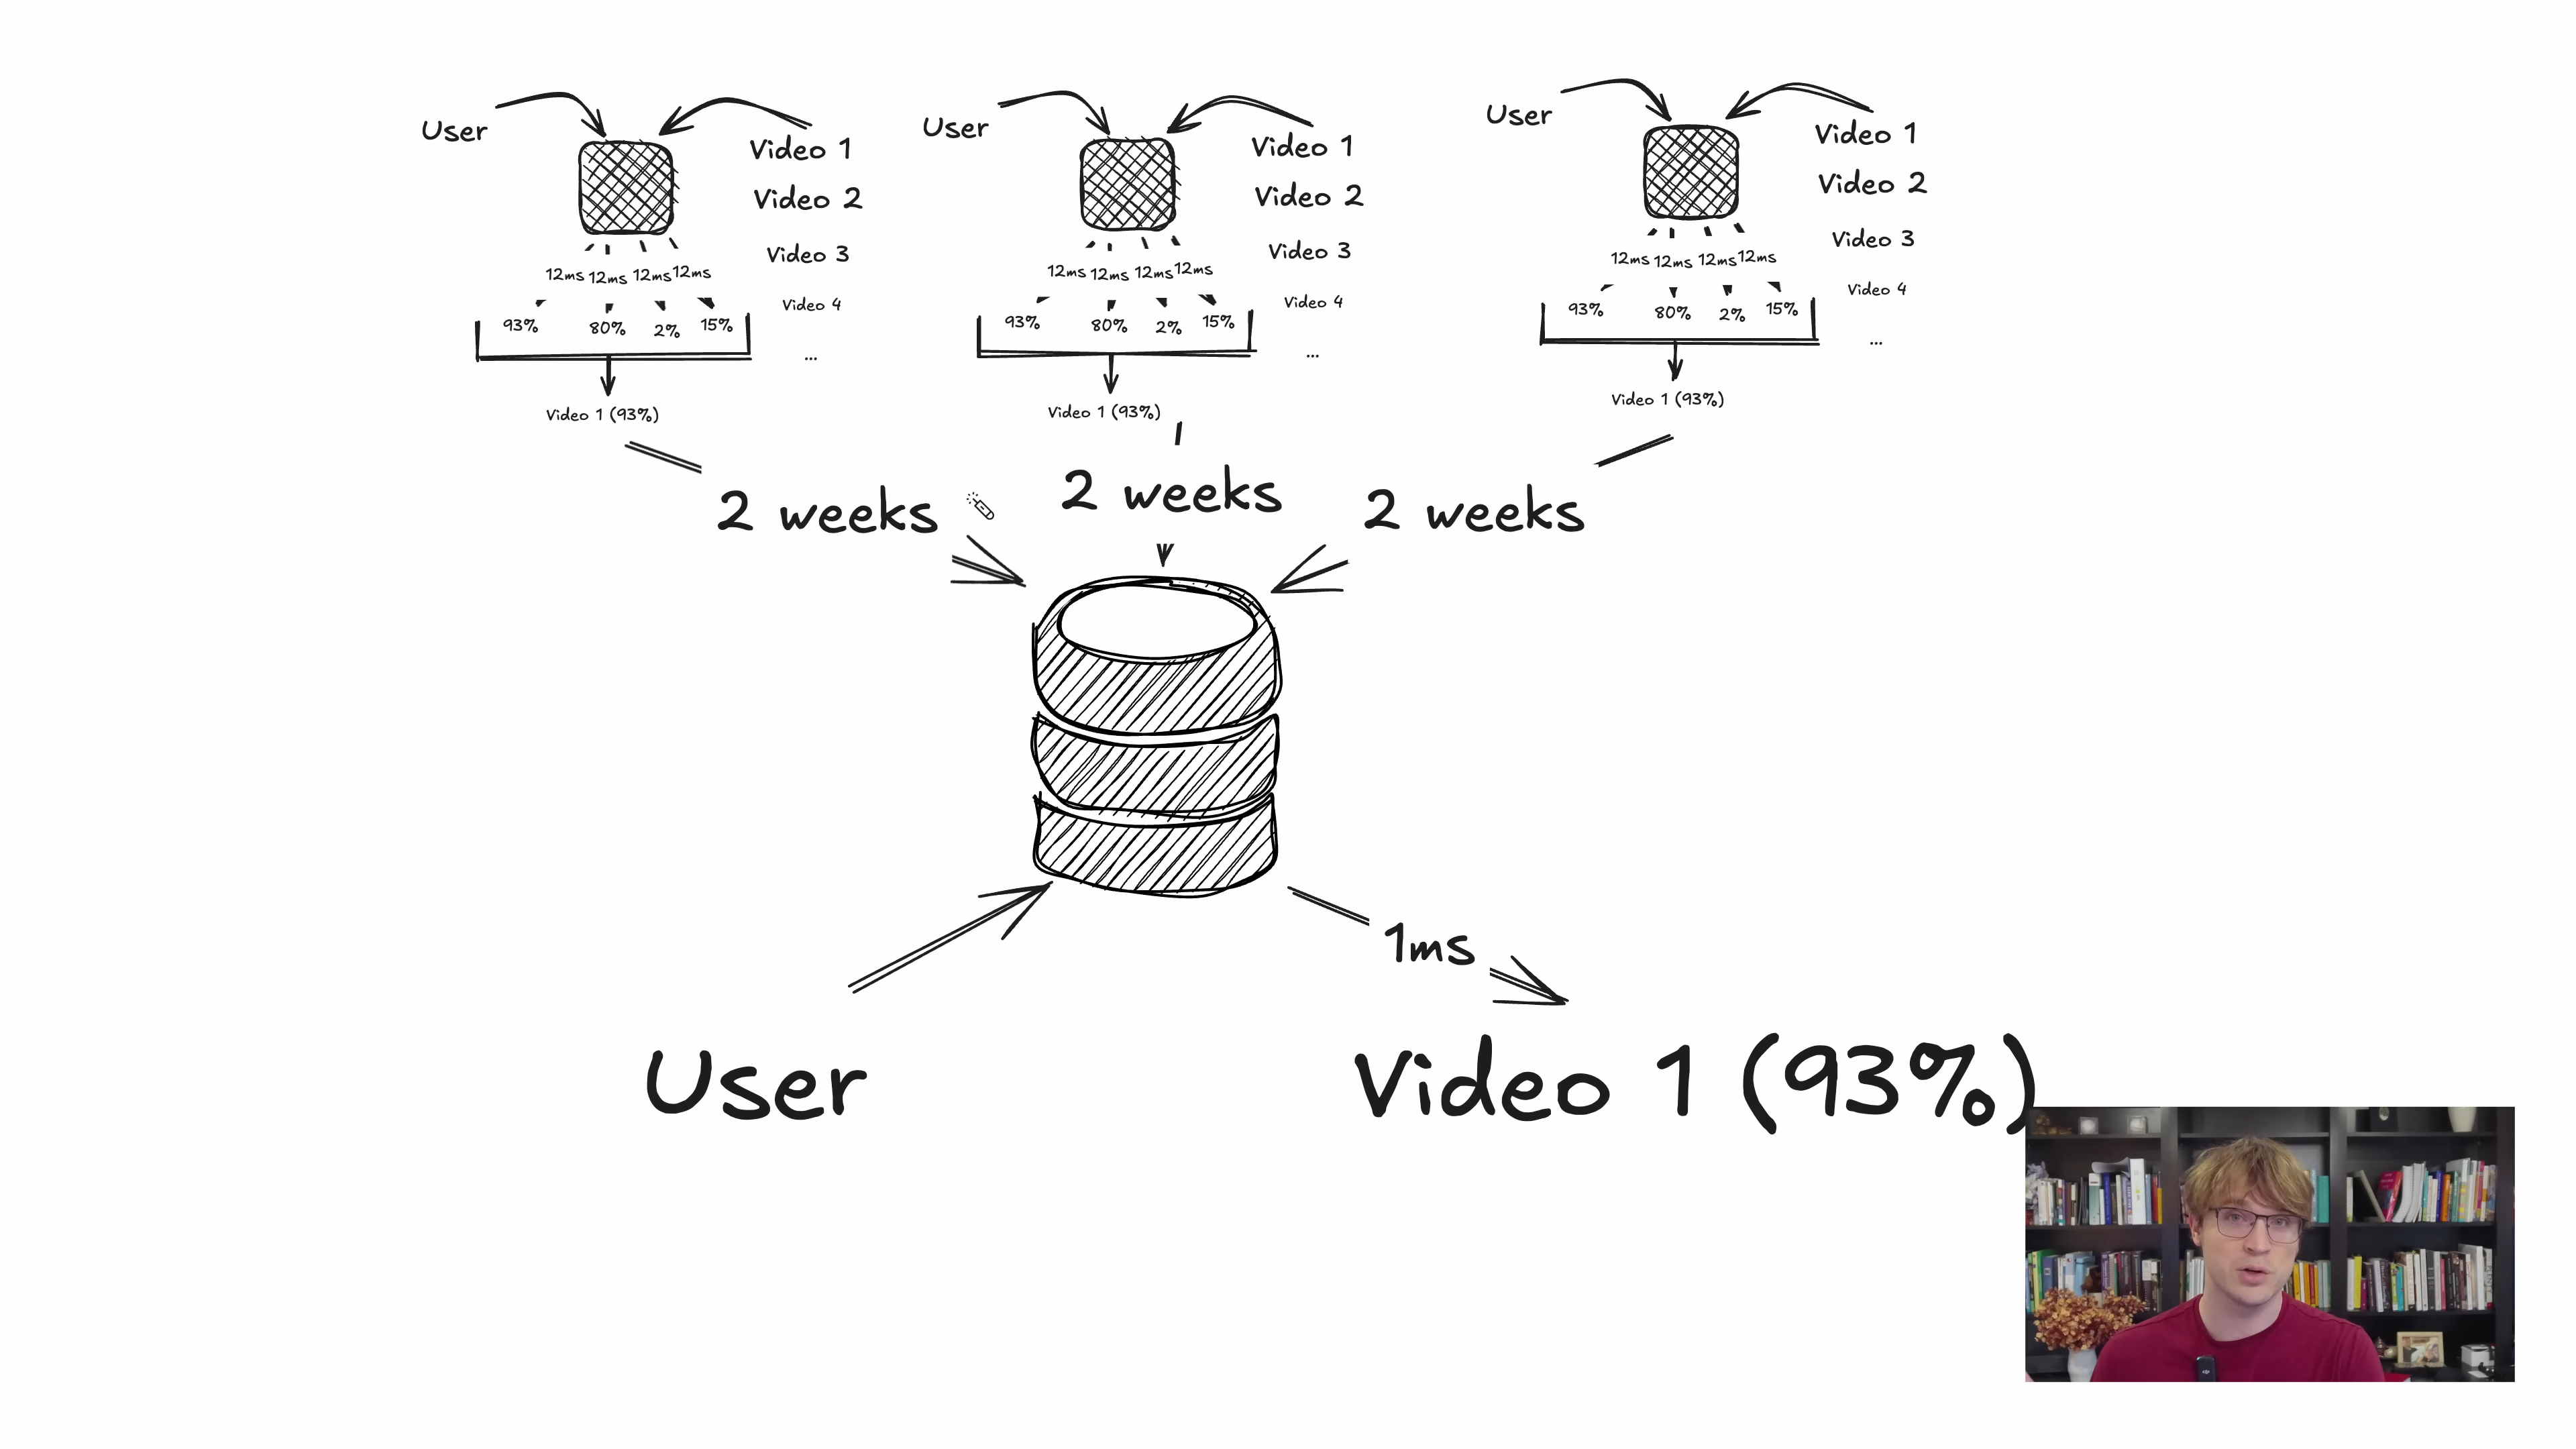 User
Video 1
Video 2
Video 3
Video 4
...
12ms 12ms 12ms 12ms
93% 80% 2% 15%
Video 1 (93%)
User
Video 1
Video 2
Video 3
Video 4
...
12ms 12ms 12ms 12ms
93% 80% 2% 15%
Video 1 (93%)
User
Video 1
Video 2
Video 3
Video 4
...
12ms 12ms 12ms 12ms
93% 80% 2% 15%
Video 1 (93%)
2 weeks
2 weeks
2 weeks
1ms
User
Video 1 (93%)